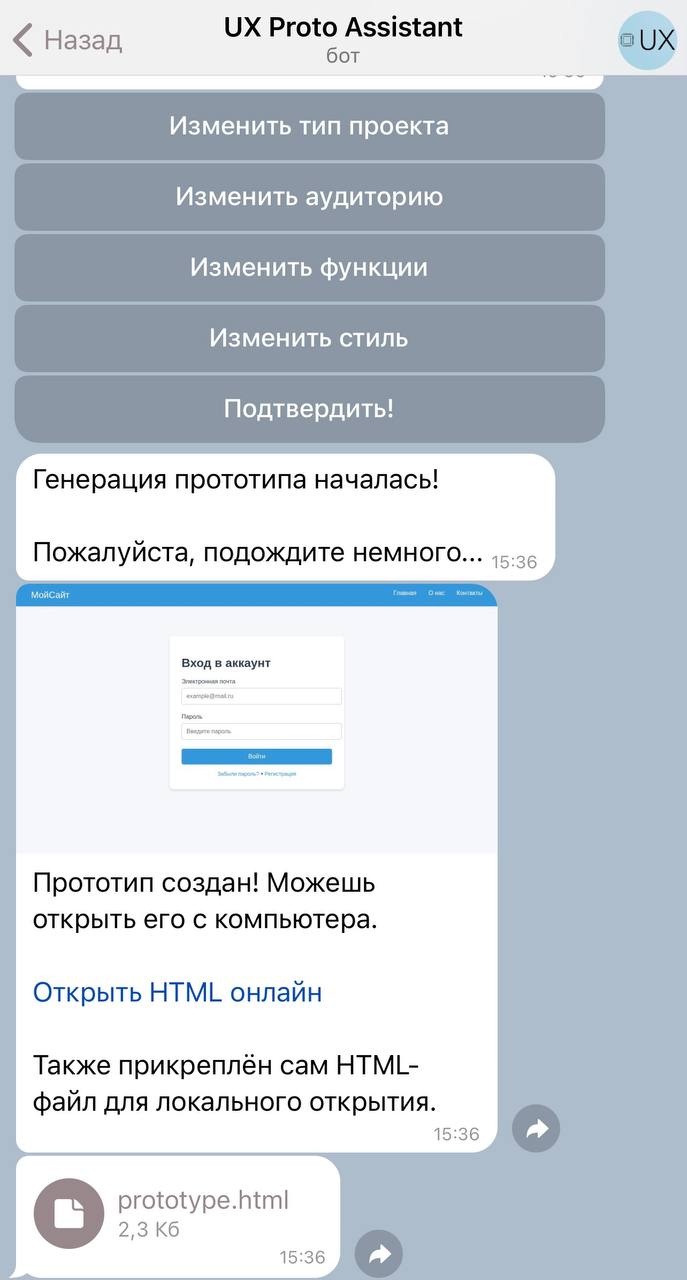 Назад
UX Proto Assistant
бот
UX
Изменить тип проекта
Изменить аудиторию
Изменить функции
Изменить стиль
Подтвердить!
Генерация прототипа началась!
Пожалуйста, подождите немного...
15:36
МойСайт
Главная О нас Контакты
Вход в аккаунт
Электронная почта
example@mail.ru
Пароль
Введите пароль
Войти
Забыли пароль? • Регистрация
Прототип создан! Можешь
открыть его с компьютера.
Открыть HTML онлайн
Также прикреплён сам HTML-
файл для локального открытия.
15:36
prototype.html
2,3 Кб
15:36